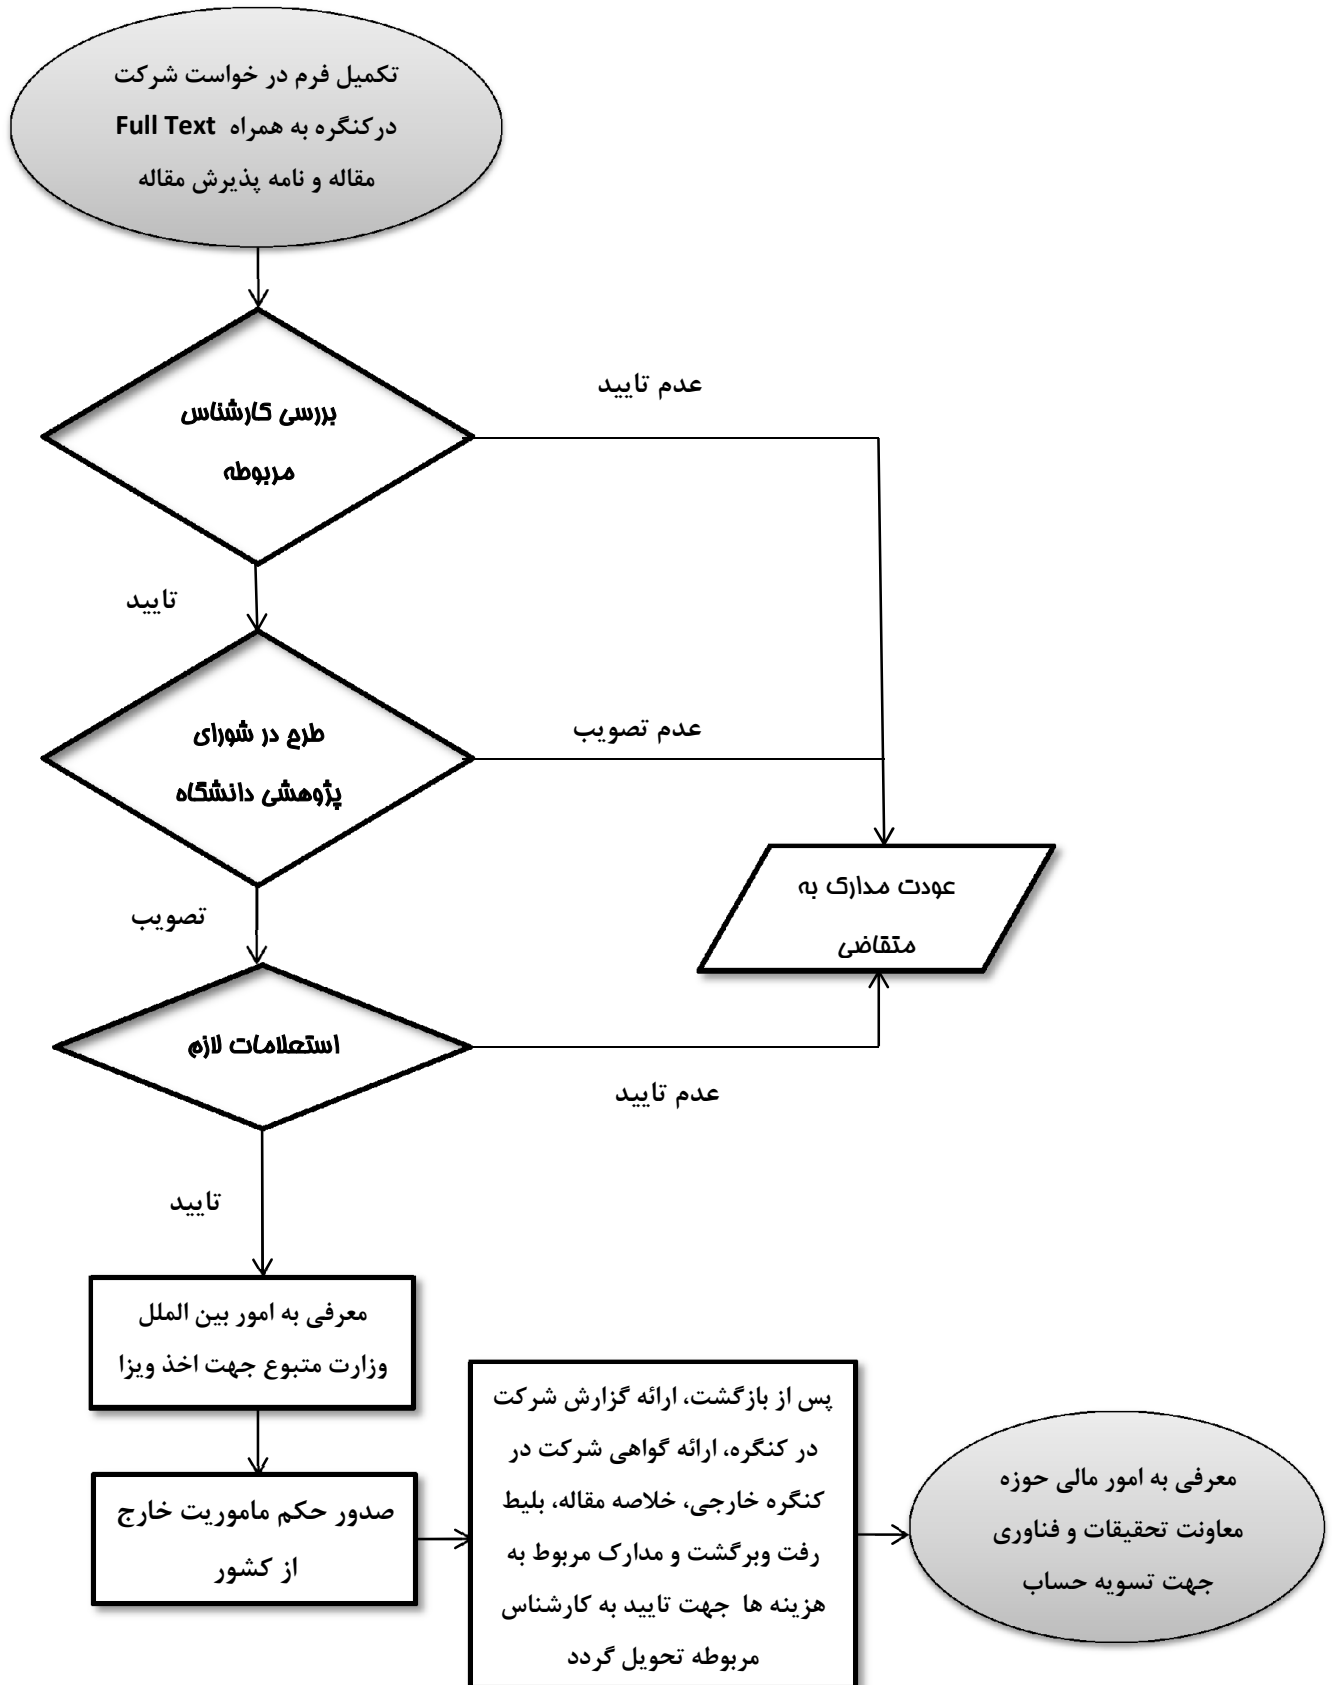 تکمیل فرم در خواست شرکت
درکنگره به همراه Full Text
مقاله و نامه پذیرش مقاله
بررسی کارشناس
مربوطه
عدم تایید
تایید
طرح در شورای
پژوهشی دانشگاه
عدم تصویب
تصویب
عودت مدارک به
متقاضی
استعلامات لازم
عدم تایید
تایید
معرفی به امور بین الملل
وزارت متبوع جهت اخذ ویزا
صدور حکم ماموریت خارج
از کشور
پس از بازگشت، ارائه گزارش شرکت
در کنگره، ارائه گواهی شرکت در
کنگره خارجی، خلاصه مقاله، بلیط
رفت وبرگشت و مدارک مربوط به
هزینه ها جهت تایید به کارشناس
مربوطه تحویل گردد
معرفی به امور مالی حوزه
معاونت تحقیقات و فناوری
جهت تسویه حساب